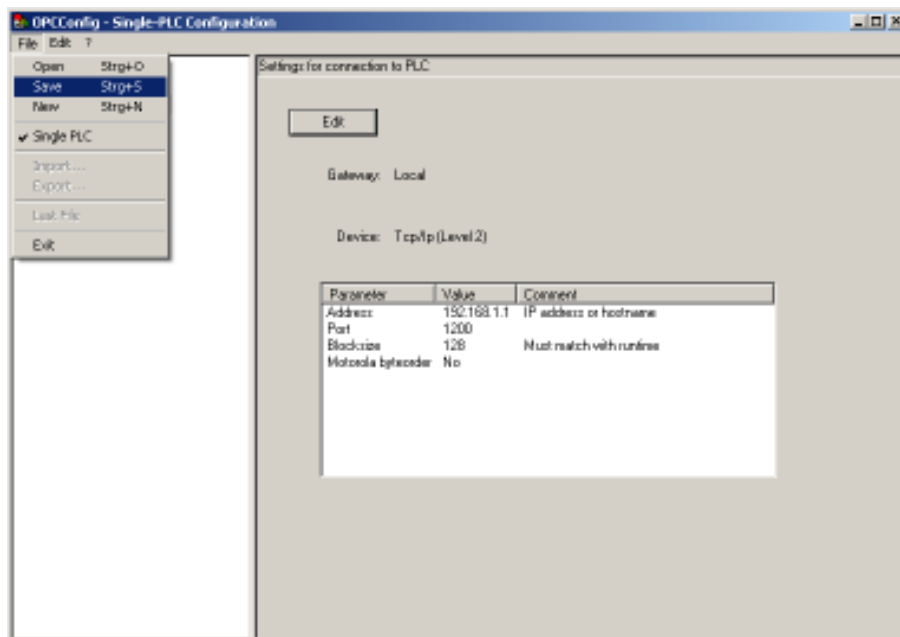 OPCConfig - Single-PLC Configuration
File Edit ?
Open Strg+O
Save Strg+S
New Strg+N
Single PLC
Import...
Export...
Last File
Exit
Settings for connection to PLC
Edit
Gateway: Local
Device: Tcp/Ip (Level 2)
Parameter Value Comment
Address 192.168.1.1 IP address or hostname
Port 1200
Blocksize 128 Must match with runtime
Motorola byteorder No